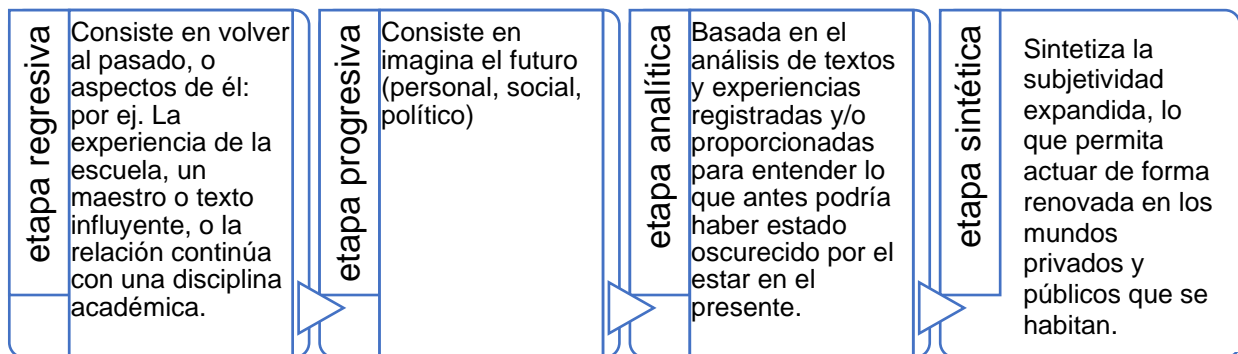 etapa regresiva
Consiste en volver
al pasado, o
aspectos de él:
por ej. La
experiencia de la
escuela, un
maestro o texto
influyente, o la
relación continúa
con una disciplina
académica.
etapa progresiva
Consiste en
imagina el futuro
(personal, social,
político)
etapa analítica
Basada en el
análisis de textos
y experiencias
registradas y/o
proporcionadas
para entender lo
que antes podría
haber estado
oscurecido por el
estar en el
presente.
etapa sintética
Sintetiza la
subjetividad
expandida, lo
que permita
actuar de forma
renovada en los
mundos
privados y
públicos que se
habitan.